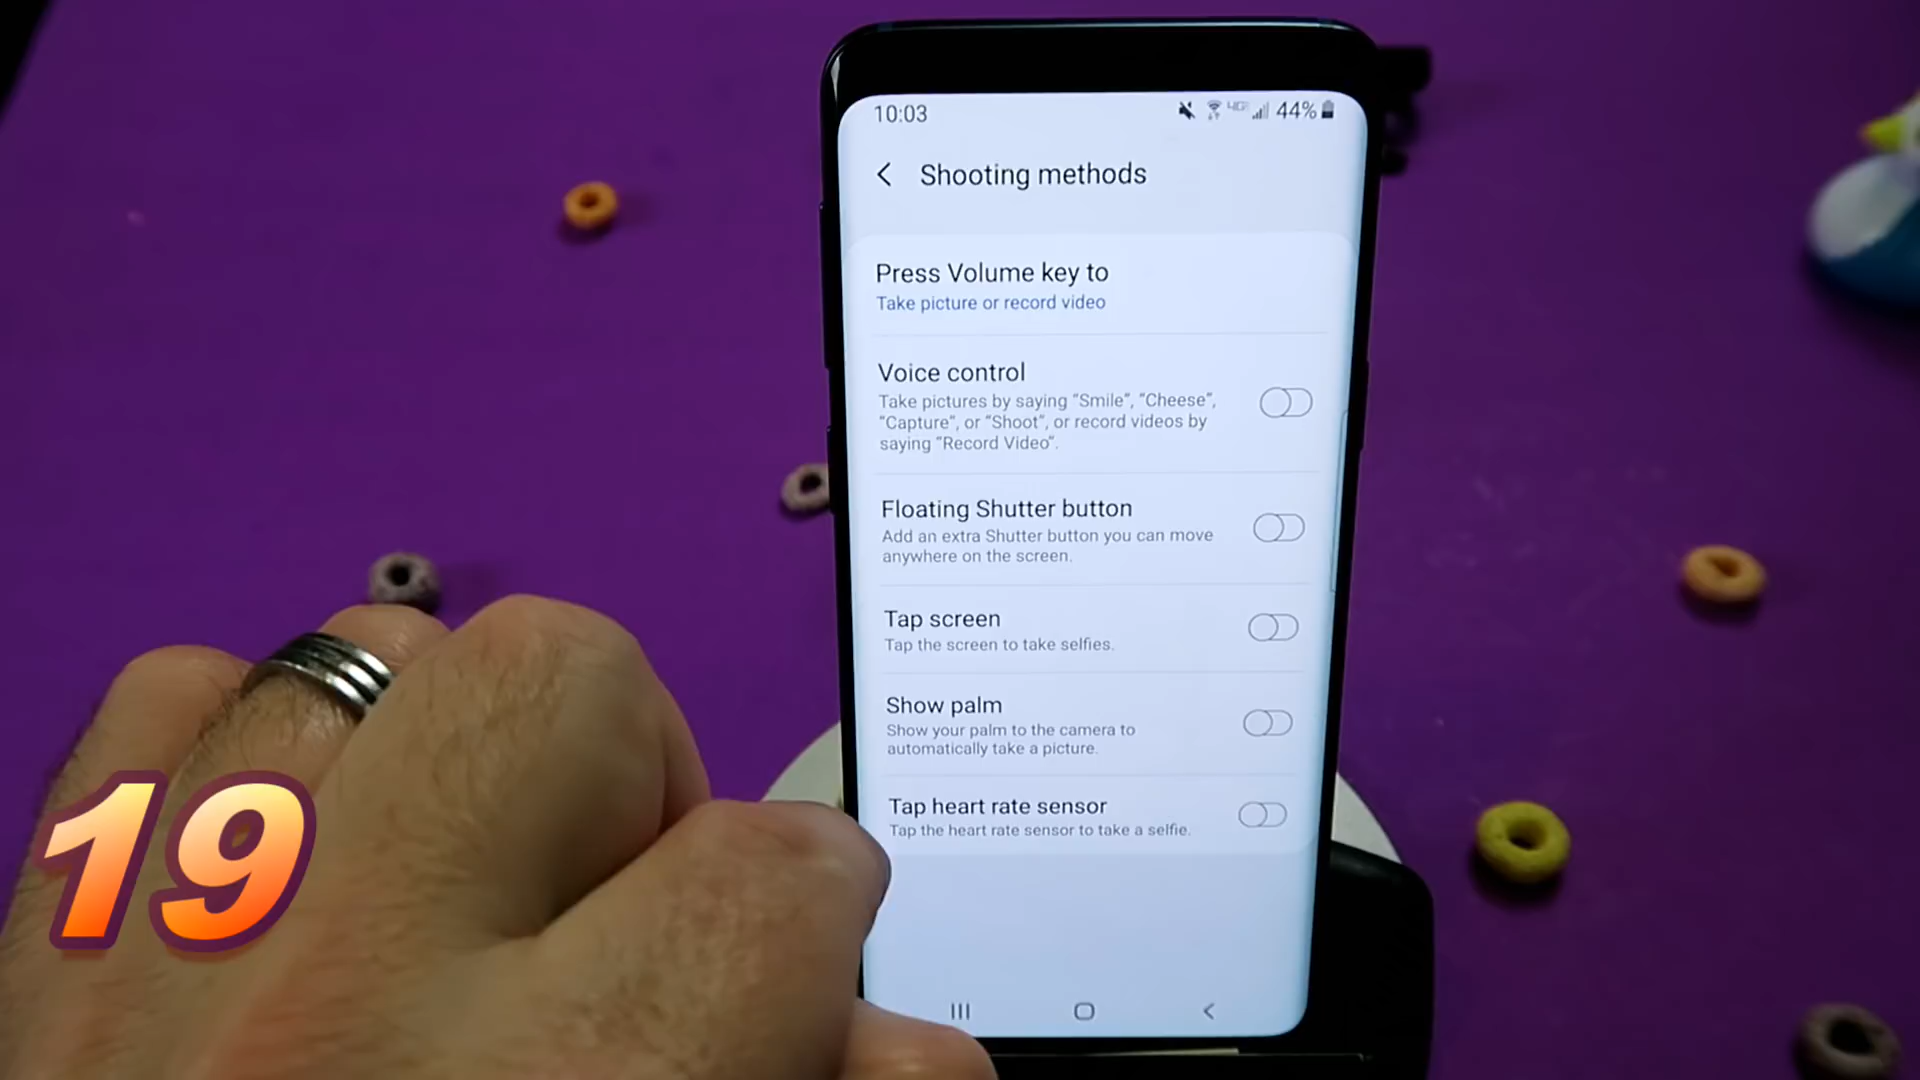 10:03
4G 44%
Shooting methods
Press Volume key to
Take picture or record video
Voice control
Take pictures by saying “Smile”, “Cheese”,
“Capture”, or “Shoot”, or record videos by
saying “Record Video”.
Floating Shutter button
Add an extra Shutter button you can move
anywhere on the screen.
Tap screen
Tap the screen to take selfies.
Show palm
Show your palm to the camera to
automatically take a picture.
Tap heart rate sensor
Tap the heart rate sensor to take a selfie.
19